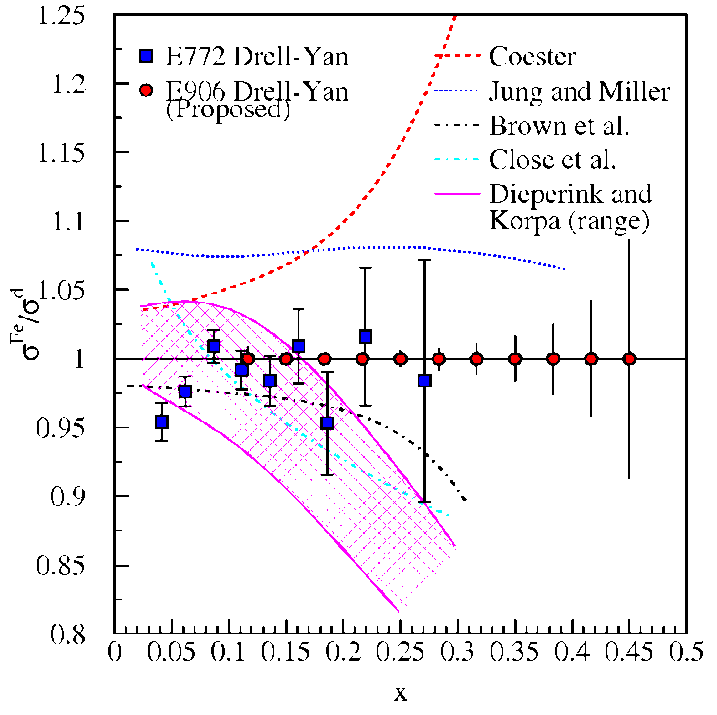 1.25
1.2
1.15
1.1
1.05
1
0.95
0.9
0.85
0.8
σFe/σd
E772 Drell-Yan
E906 Drell-Yan
(Proposed)
Coester
Jung and Miller
Brown et al.
Close et al.
Dieperink and
Korpa (range)
0 0.05 0.1 0.15 0.2 0.25 0.3 0.35 0.4 0.45 0.5
x